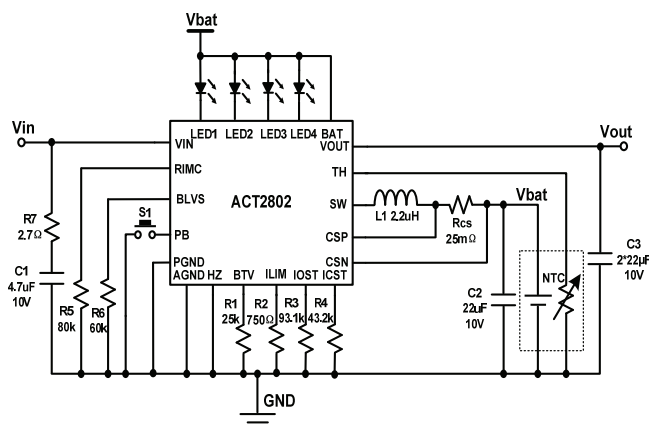 Vbat
LED1 LED2 LED3 LED4 BAT
Vin
VIN
VOUT
Vout
RIMC
TH
BLVS
ACT2802
SW
L1 2.2uH
Rcs
25mΩ
Vbat
R7
2.7Ω
S1
PB
CSP
C1
4.7uF
10V
PGND
CSN
AGND HZ BTV ILIM IOST ICST
NTC
C3
2*22µF
10V
R5
80k
R6
60k
R1
25k
R2
750Ω
R3
93.1k
R4
43.2k
C2
22uF
10V
GND